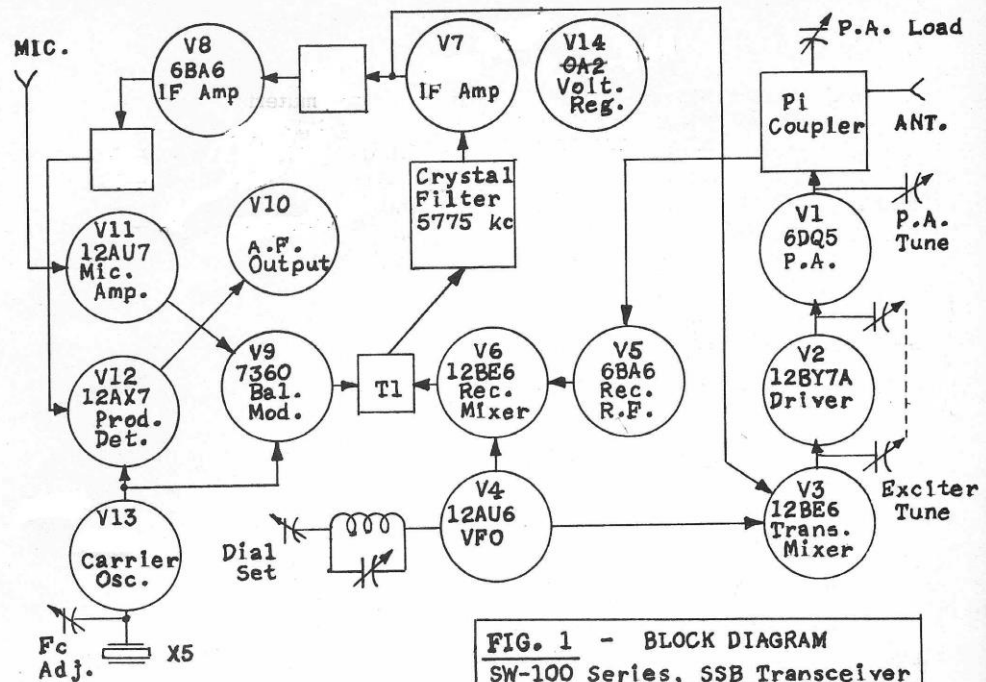 MIC.
V8
6BA6
IF Amp
V7
IF Amp
V14
OA2
Volt.
Reg.
P.A. Load
Pi
Coupler
ANT.
Crystal
Filter
5775 kc
V1
6DQ5
P.A.
P.A.
Tune
V11
12AU7
Mic.
Amp.
V10
A.F.
Output
V12
12AX7
Prod.
Det.
V9
7360
Bal.
Mod.
T1
V6
12BE6
Rec.
Mixer
V5
6BA6
Rec.
R.F.
V2
12BY7A
Driver
V13
Carrier
Osc.
Dial
Set
V4
12AU6
VFO
V3
12BE6
Trans.
Mixer
Exciter
Tune
Fc
Adj.
X5
FIG. 1 - BLOCK DIAGRAM
SW-100 Series, SSB Transceiver